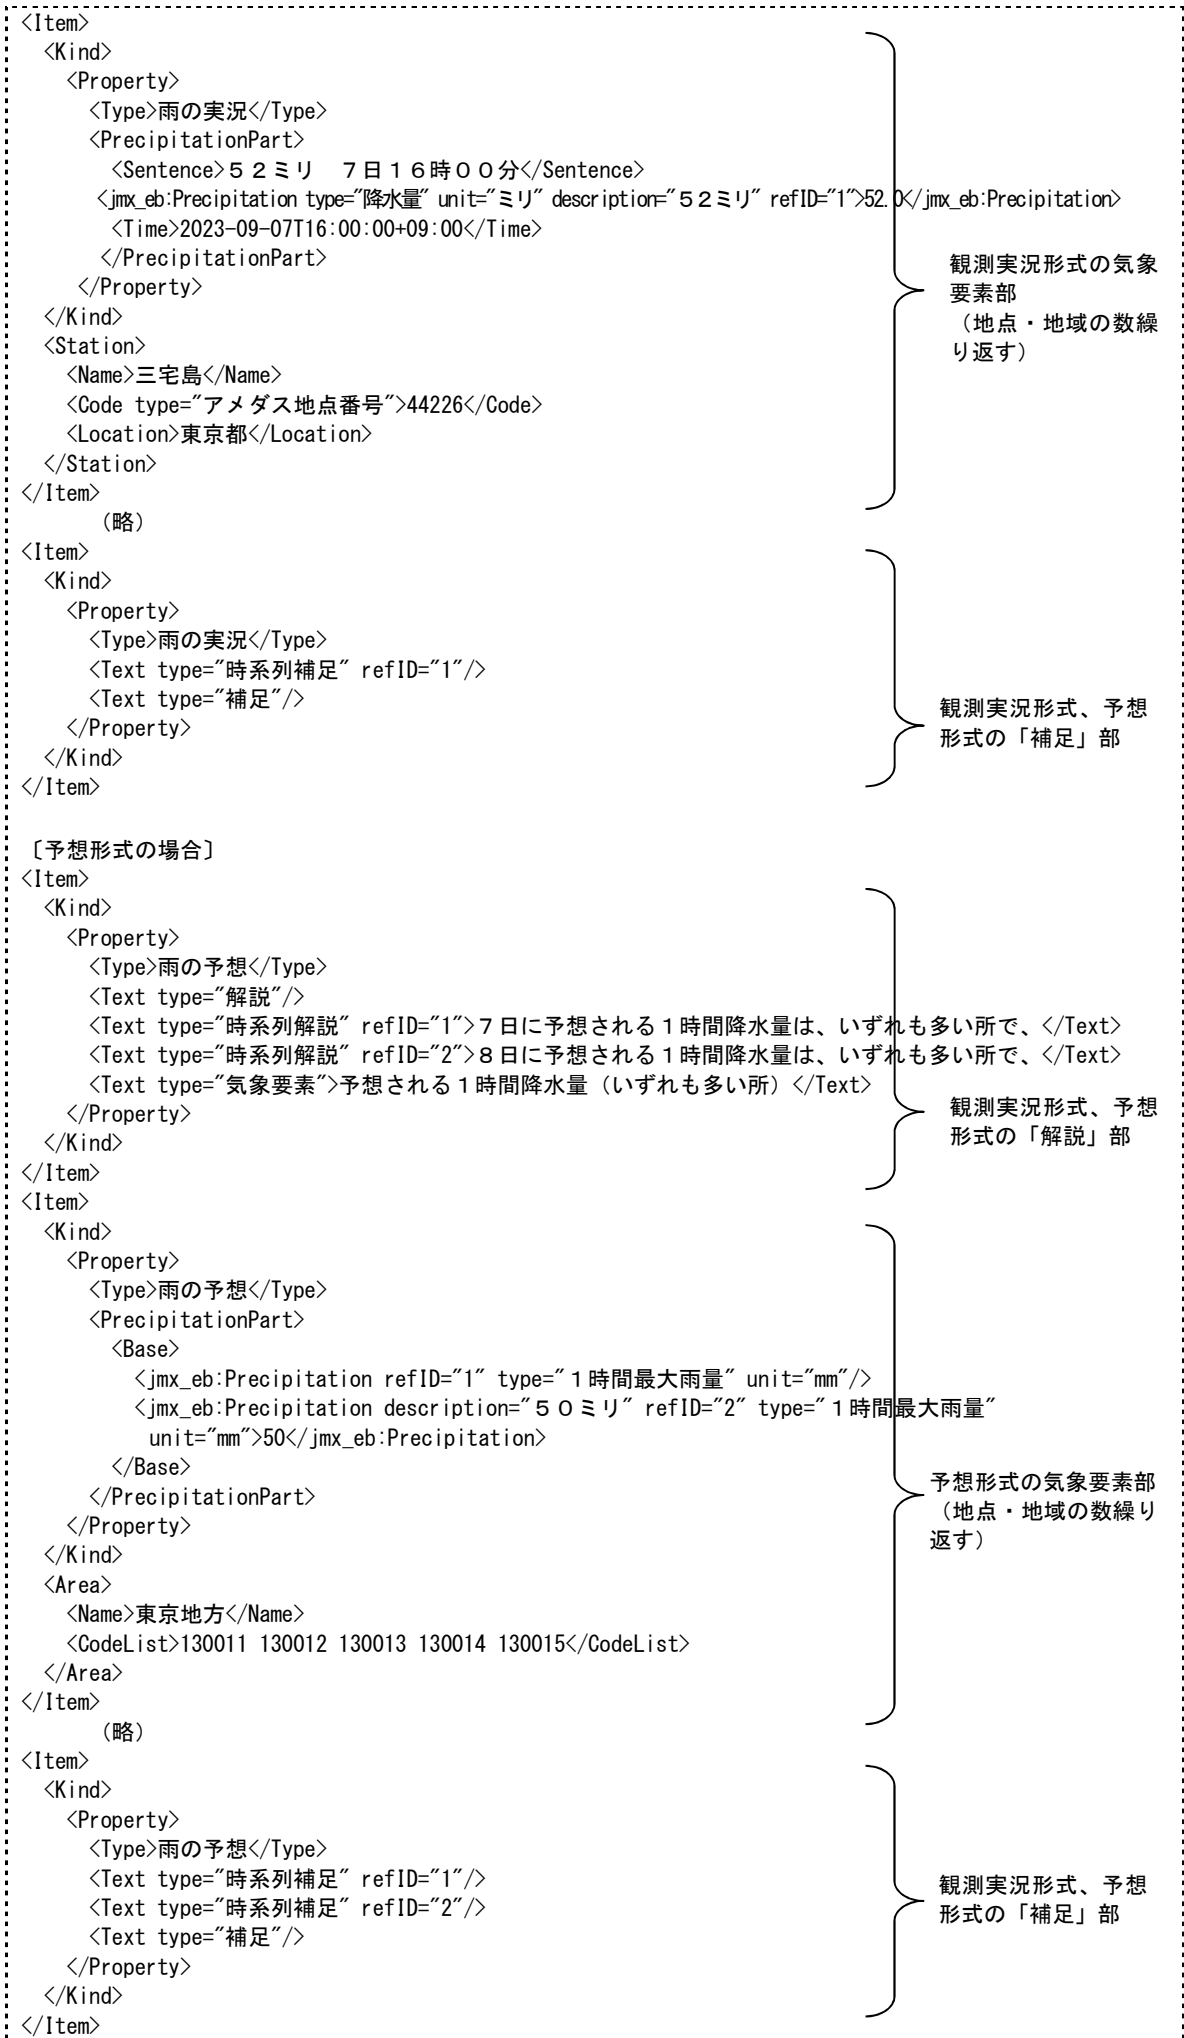 <Item>
<Kind>
<Property>
<Type>雨の実況</Type>
<PrecipitationPart>
<Sentence>５２ミリ　７日１６時００分</Sentence>
<jmx_eb:Precipitation type="降水量" unit="ミリ" description="５２ミリ" refID="1">52.0</jmx_eb:Precipitation>
<Time>2023-09-07T16:00:00+09:00</Time>
</PrecipitationPart>
</Property>
</Kind>
<Station>
<Name>三宅島</Name>
<Code type="アメダス地点番号">44226</Code>
<Location>東京都</Location>
</Station>
</Item>
観測実況形式の気象
要素部
（地点・地域の数繰
り返す）
（略）
<Item>
<Kind>
<Property>
<Type>雨の実況</Type>
<Text type="時系列補足" refID="1"/>
<Text type="補足"/>
</Property>
</Kind>
</Item>
観測実況形式、予想
形式の「補足」部
〔予想形式の場合〕
<Item>
<Kind>
<Property>
<Type>雨の予想</Type>
<Text type="解説"/>
<Text type="時系列解説" refID="1">７日に予想される１時間降水量は、いずれも多い所で、</Text>
<Text type="時系列解説" refID="2">８日に予想される１時間降水量は、いずれも多い所で、</Text>
<Text type="気象要素">予想される１時間降水量（いずれも多い所）</Text>
</Property>
</Kind>
</Item>
観測実況形式、予想
形式の「解説」部
<Item>
<Kind>
<Property>
<Type>雨の予想</Type>
<PrecipitationPart>
<Base>
<jmx_eb:Precipitation refID="1" type="１時間最大雨量" unit="mm"/>
<jmx_eb:Precipitation description="５０ミリ" refID="2" type="１時間最大雨量"
unit="mm">50</jmx_eb:Precipitation>
</Base>
</PrecipitationPart>
</Property>
</Kind>
<Area>
<Name>東京地方</Name>
<CodeList>130011 130012 130013 130014 130015</CodeList>
</Area>
</Item>
予想形式の気象要素部
（地点・地域の数繰り
返す）
（略）
<Item>
<Kind>
<Property>
<Type>雨の予想</Type>
<Text type="時系列補足" refID="1"/>
<Text type="時系列補足" refID="2"/>
<Text type="補足"/>
</Property>
</Kind>
</Item>
観測実況形式、予想
形式の「補足」部